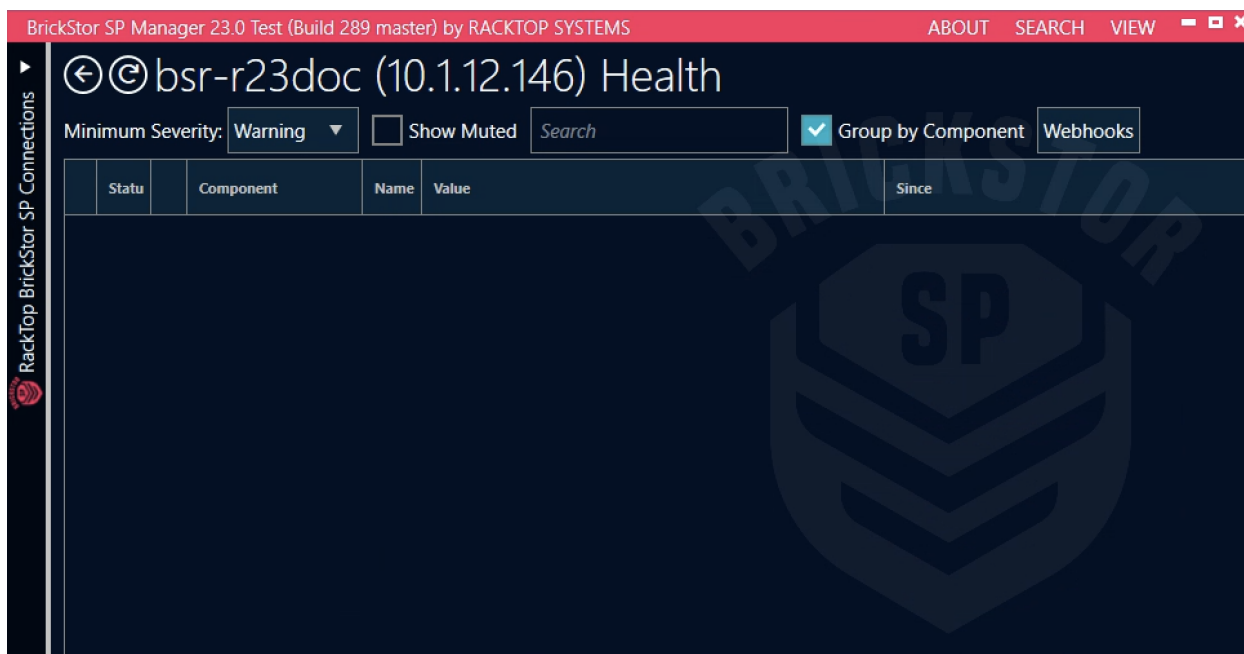 BrickStor SP Manager 23.0 Test (Build 289 master) by RACKTOP SYSTEMS ABOUT SEARCH VIEW
bsr-r23doc (10.1.12.146) Health
Minimum Severity: Warning Show Muted Search Group by Component Webhooks
Statu Component Name Value Since
RackTop BrickStor SP Connections
BRICKSTOR
SP